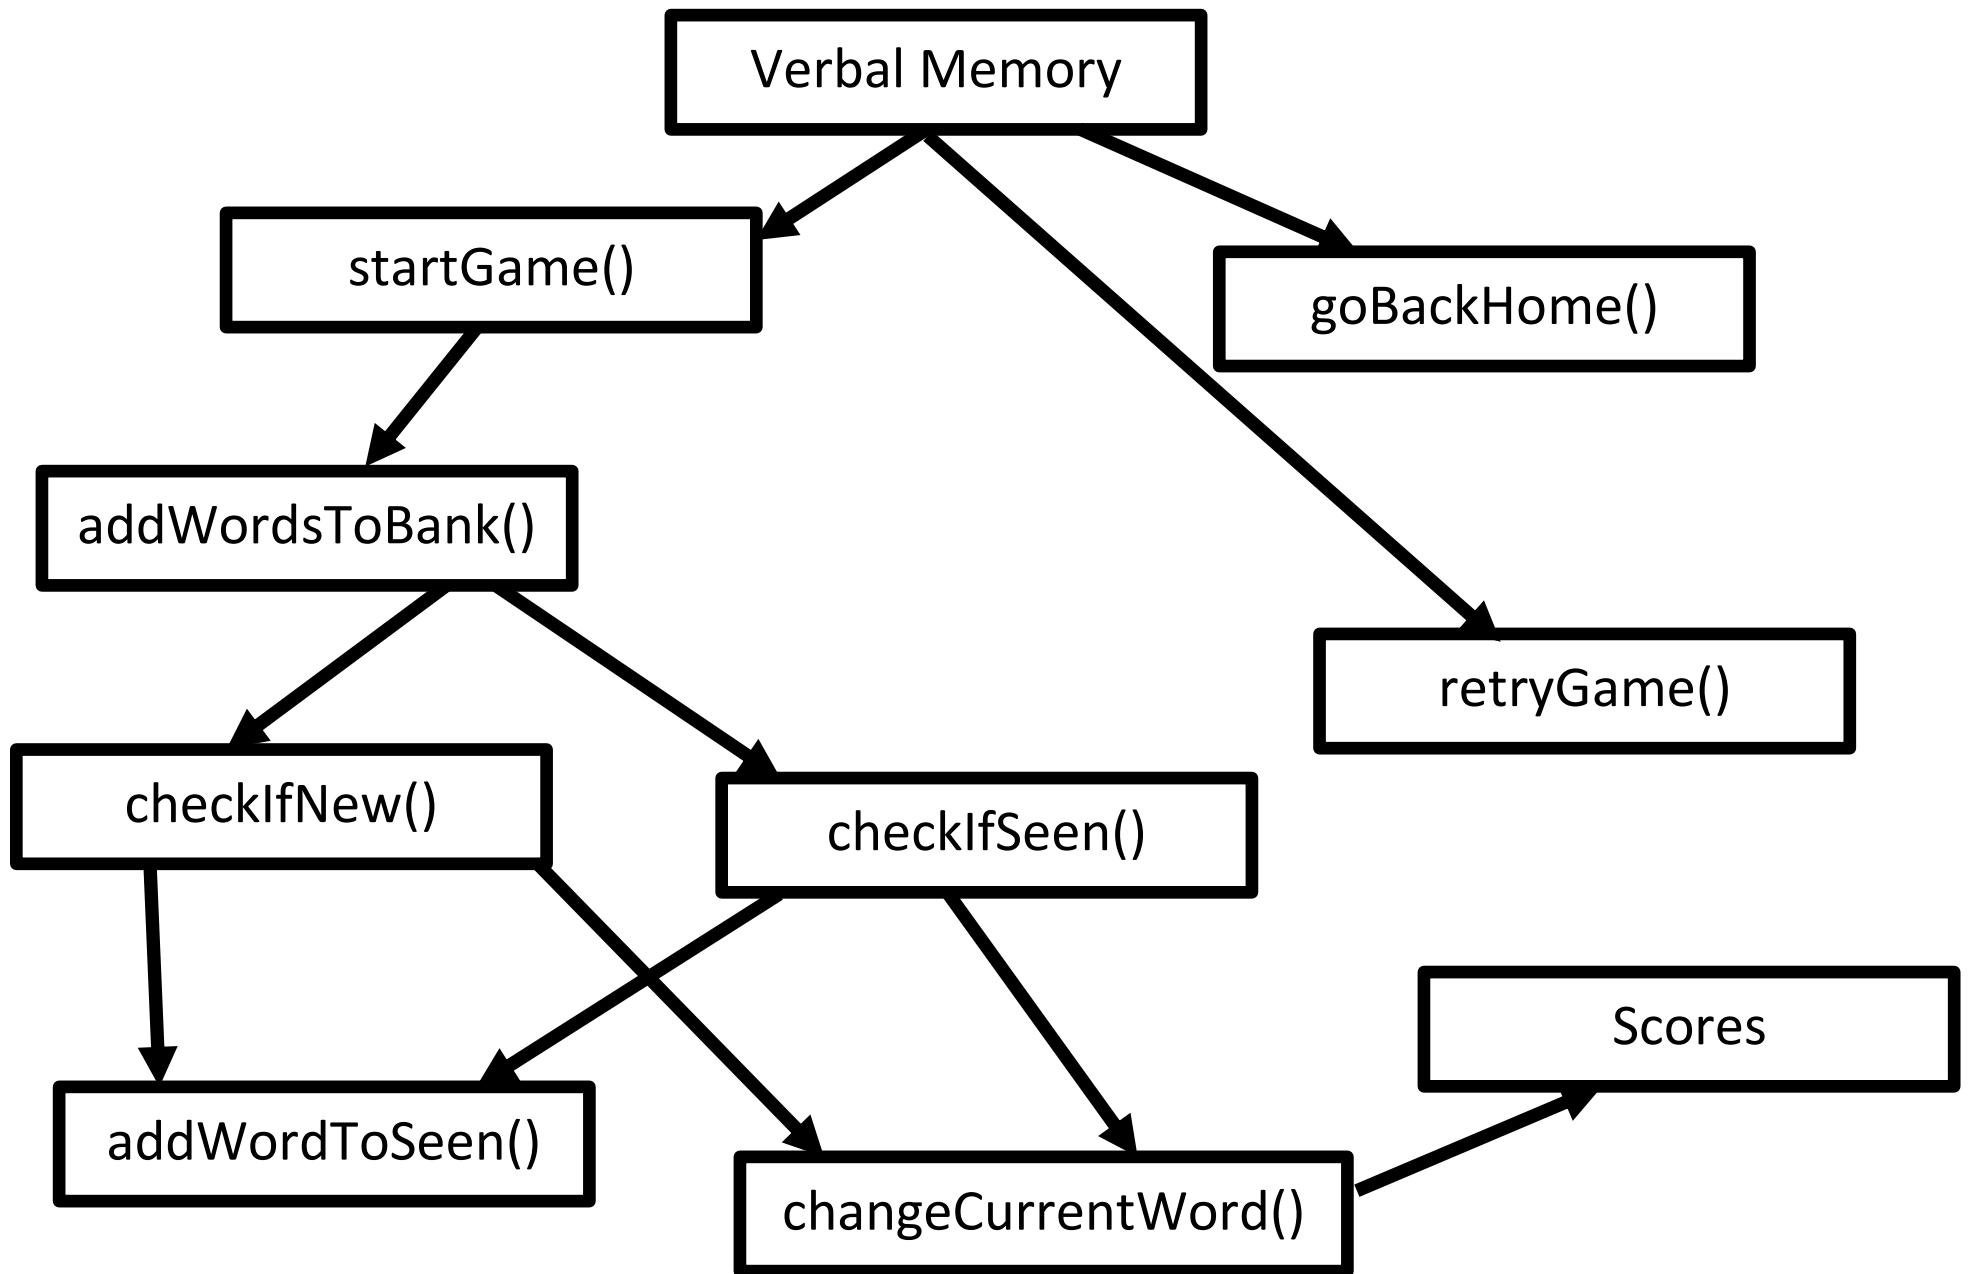 Verbal Memory
startGame()
goBackHome()
addWordsToBank()
retryGame()
checkIfNew()
checkIfSeen()
Scores
addWordToSeen()
changeCurrentWord()